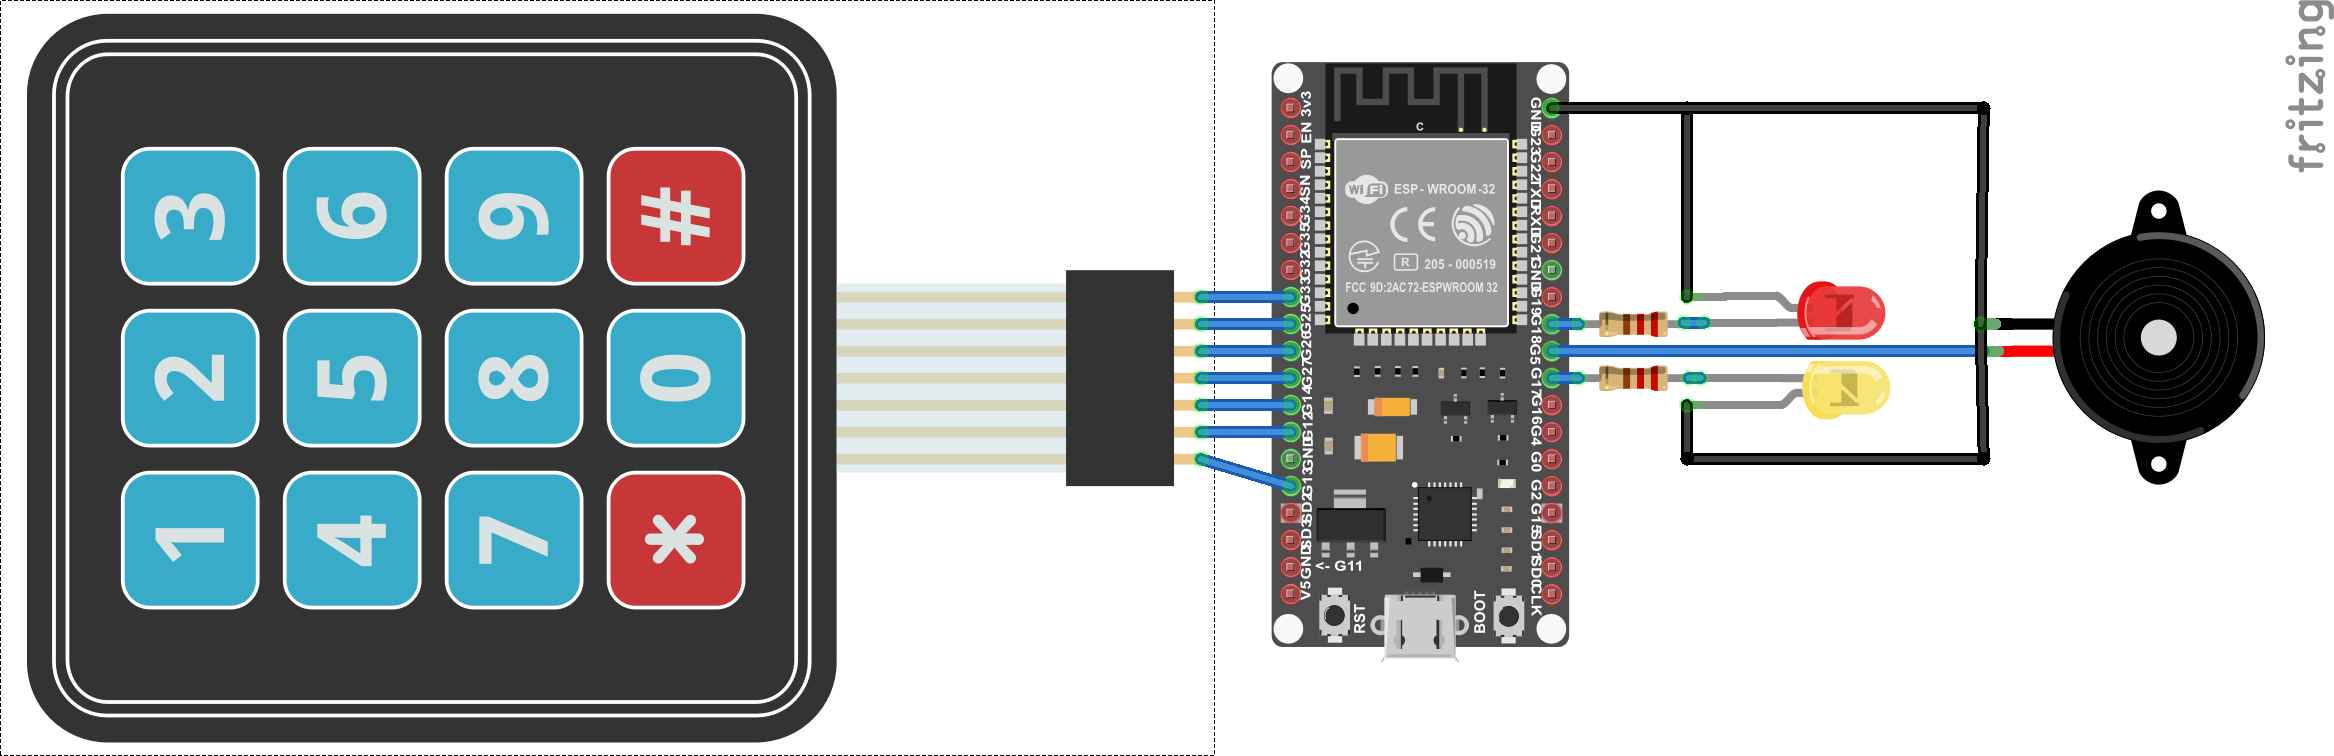 3
6
9
#
2
5
8
0
1
4
7
*
3v3
EN
SP
SN
G34
G35
G32
G33
G25
G26
G27
G14
G12
GND
G13
SD2
SD3
GND
V5
C
WiFi
ESP-WROOM-32
CE
R 205-000519
FCC 9D:2AC72-ESPWROOM 32
<- G11
RST
BOOT
GND
G23
G22
TXD
RXD
G21
GND
G19
G18
G5
G17
G16
G4
G0
G2
G15
SD1
SD0
CLK
fritzing